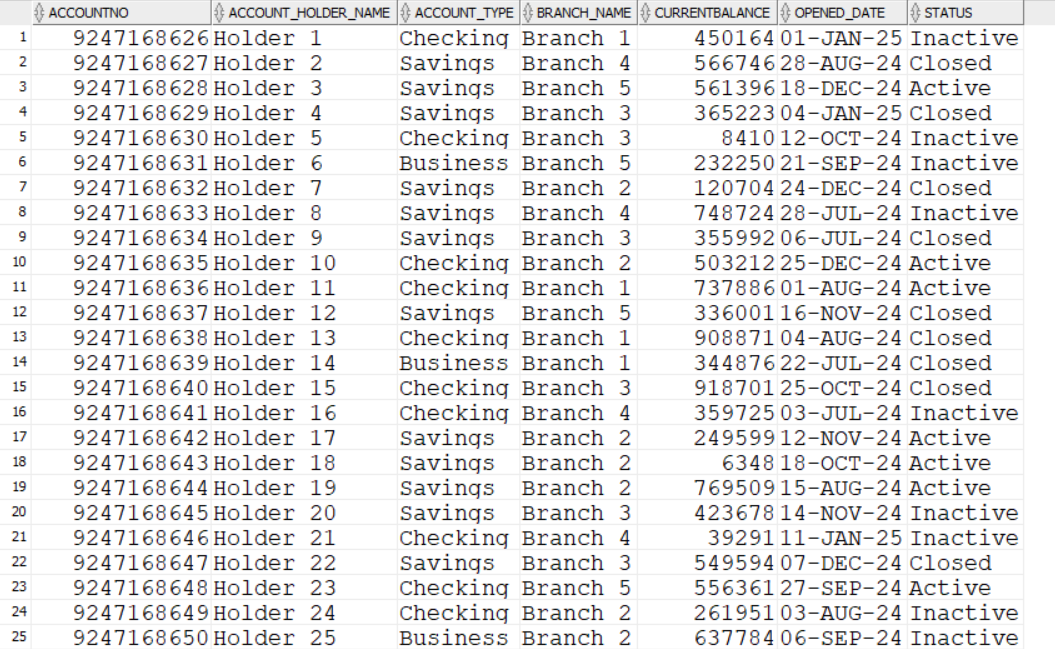 ACCOUNTNO ACCOUNT_HOLDER_NAME ACCOUNT_TYPE BRANCH_NAME CURRENTBALANCE OPENED_DATE STATUS
1 9247168626 Holder 1 Checking Branch 1 450164 01-JAN-25 Inactive
2 9247168627 Holder 2 Savings Branch 4 566746 28-AUG-24 Closed
3 9247168628 Holder 3 Savings Branch 5 561396 18-DEC-24 Active
4 9247168629 Holder 4 Savings Branch 3 365223 04-JAN-25 Closed
5 9247168630 Holder 5 Checking Branch 3 8410 12-OCT-24 Inactive
6 9247168631 Holder 6 Business Branch 5 232250 21-SEP-24 Inactive
7 9247168632 Holder 7 Savings Branch 2 120704 24-DEC-24 Closed
8 9247168633 Holder 8 Savings Branch 4 748724 28-JUL-24 Inactive
9 9247168634 Holder 9 Savings Branch 3 355992 06-JUL-24 Closed
10 9247168635 Holder 10 Checking Branch 2 503212 25-DEC-24 Active
11 9247168636 Holder 11 Checking Branch 1 737886 01-AUG-24 Active
12 9247168637 Holder 12 Savings Branch 5 336001 16-NOV-24 Closed
13 9247168638 Holder 13 Checking Branch 1 908871 04-AUG-24 Closed
14 9247168639 Holder 14 Business Branch 1 344876 22-JUL-24 Closed
15 9247168640 Holder 15 Checking Branch 3 918701 25-OCT-24 Closed
16 9247168641 Holder 16 Checking Branch 4 359725 03-JUL-24 Inactive
17 9247168642 Holder 17 Savings Branch 2 249599 12-NOV-24 Active
18 9247168643 Holder 18 Savings Branch 2 6348 18-OCT-24 Active
19 9247168644 Holder 19 Savings Branch 2 769509 15-AUG-24 Active
20 9247168645 Holder 20 Savings Branch 3 423678 14-NOV-24 Inactive
21 9247168646 Holder 21 Checking Branch 4 39291 11-JAN-25 Inactive
22 9247168647 Holder 22 Savings Branch 3 549594 07-DEC-24 Closed
23 9247168648 Holder 23 Checking Branch 5 556361 27-SEP-24 Active
24 9247168649 Holder 24 Checking Branch 2 261951 03-AUG-24 Inactive
25 9247168650 Holder 25 Business Branch 2 637784 06-SEP-24 Inactive